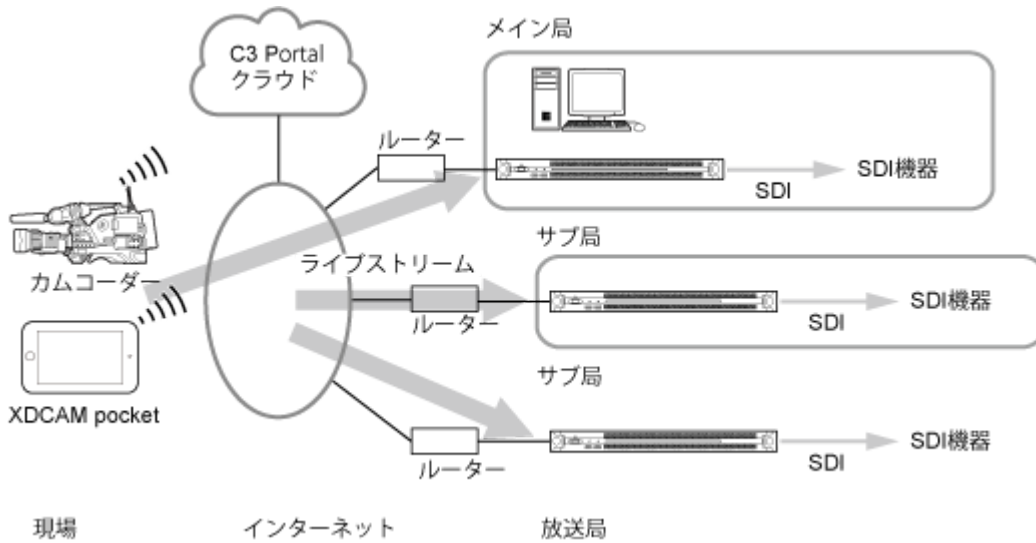 メイン局
C3 Portal
クラウド
ルーター
SDI機器
SDI
サブ局
カムコーダー
ライブストリーム
ルーター
SDI機器
SDI
サブ局
XDCAM pocket
ルーター
SDI機器
SDI
現場
インターネット
放送局